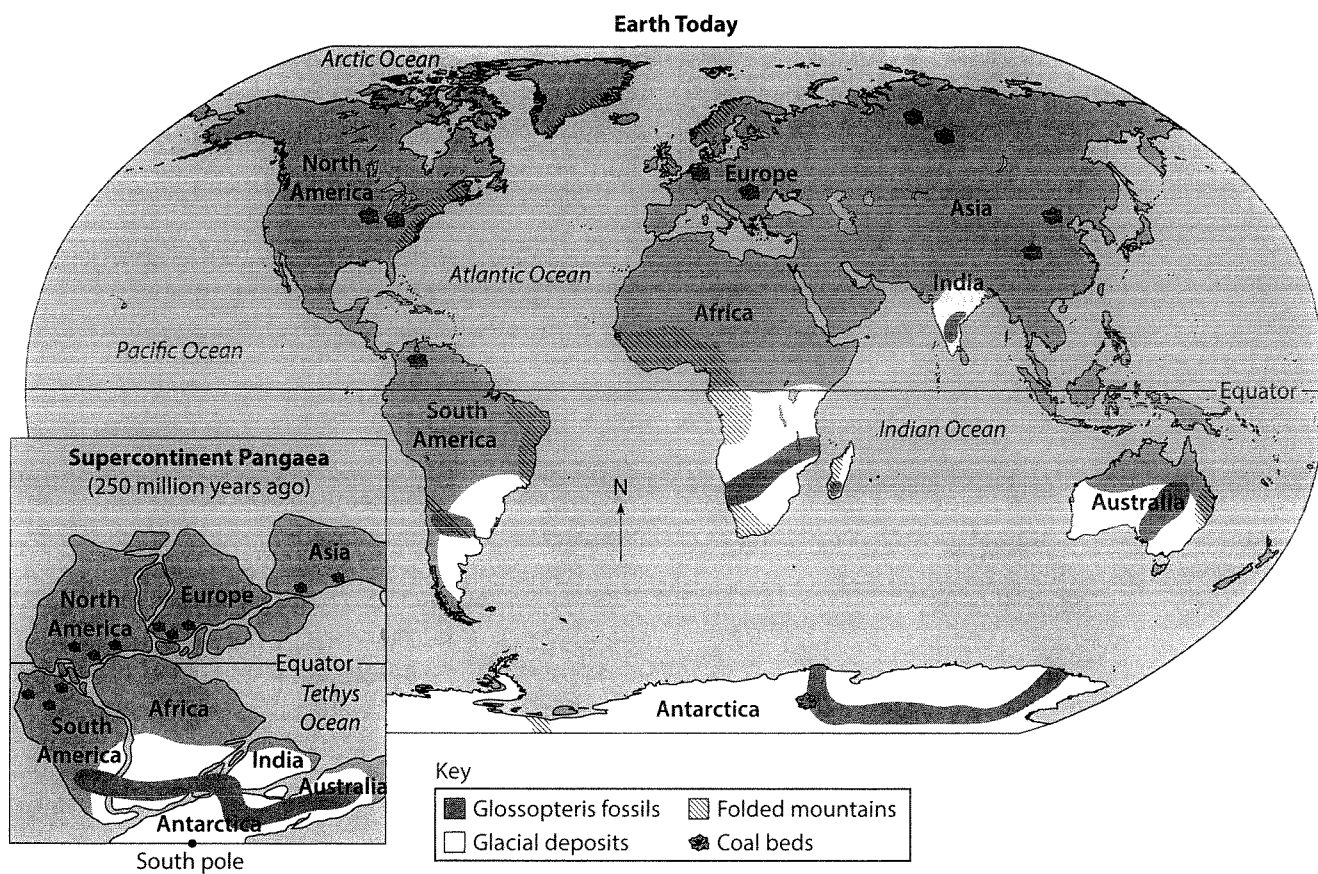 Earth Today
Arctic Ocean
North
America
Europe
Asia
Atlantic Ocean
India
Africa
Pacific Ocean
Equator
South
America
Indian Ocean
Supercontinent Pangaea
(250 million years ago)
N
Australia
Asia
North
America
Europe
Equator
Tethys
Ocean
Africa
South
America
India
Australia
Antarctica
South pole
Antarctica
Key
Glossopteris fossils
Folded mountains
Glacial deposits
Coal beds